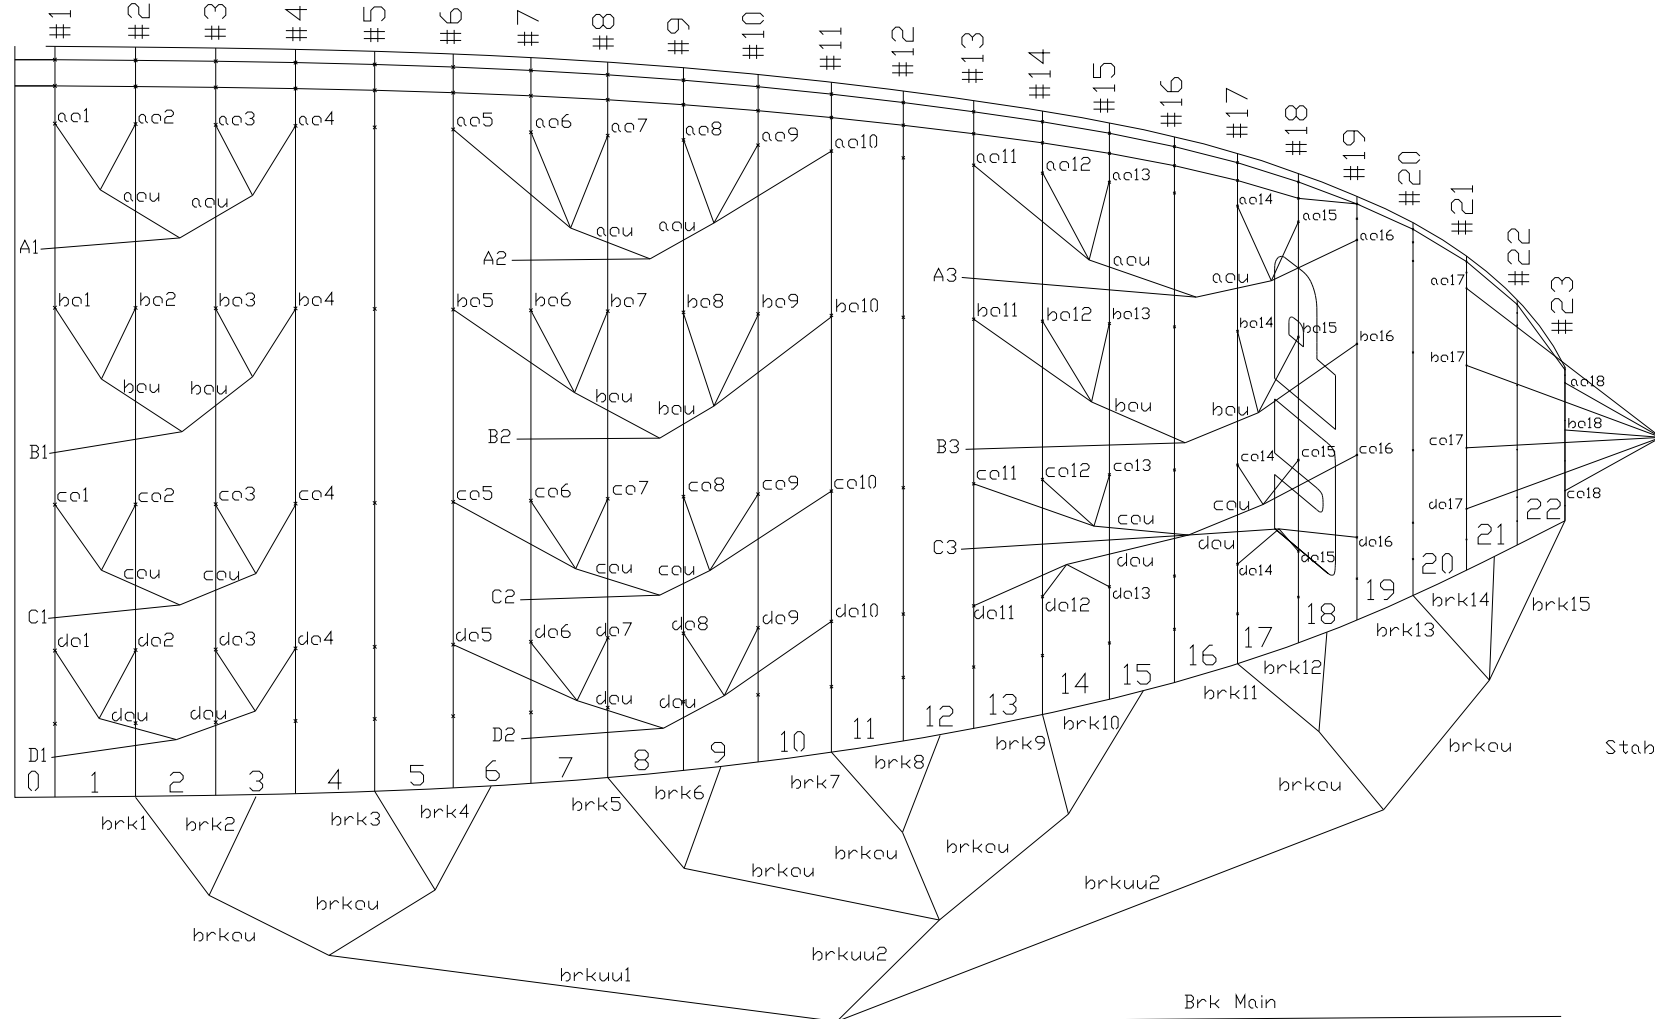 #1 #2 #3 #4 #5 #6 #7 #8 #9 #10 #11 #12 #13 #14 #15 #16 #17 #18 #19 #20 #21 #22 #23
ao1 ao2 ao3 ao4 ao5 ao6 ao7 ao8 ao9 ao10 ao11 ao12 ao13 ao14 ao15 ao16 ao17 ao18
aou aou aou aou aou aou
A1 A2 A3
bo1 bo2 bo3 bo4 bo5 bo6 bo7 bo8 bo9 bo10 bo11 bo12 bo13 bo14 bo15 bo16 bo17 bo18
bou bou bou bou bou bou
B1 B2 B3
co1 co2 co3 co4 co5 co6 co7 co8 co9 co10 co11 co12 co13 co14 co15 co16 co17 co18
cou cou cou cou cou cou
C1 C2 C3
do1 do2 do3 do4 do5 do6 do7 do8 do9 do10 do11 do12 do13 do14 do15 do16 do17
dou dou dou dou dou dou
D1 D2
0 1 2 3 4 5 6 7 8 9 10 11 12 13 14 15 16 17 18 19 20 21 22
brk1 brk2 brk3 brk4 brk5 brk6 brk7 brk8 brk9 brk10 brk11 brk12 brk13 brk14 brk15
brkou brkou brkou brkou brkou brkou brkou
Stab
brkuu1 brkuu2 brkuu2
Brk Main